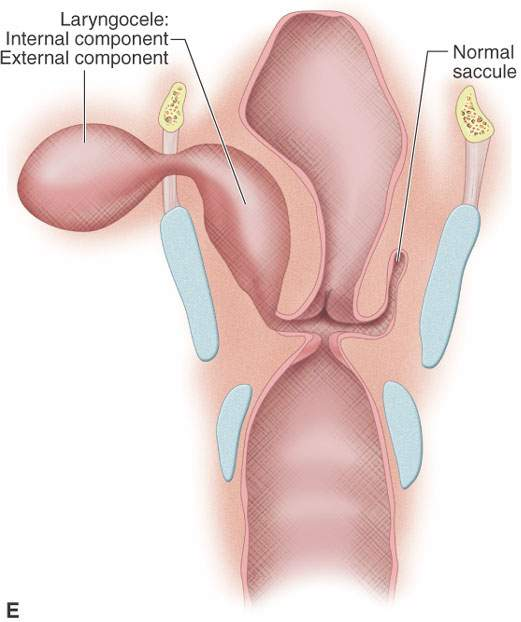 Laryngocele:
Internal component
External component
Normal
saccule
E